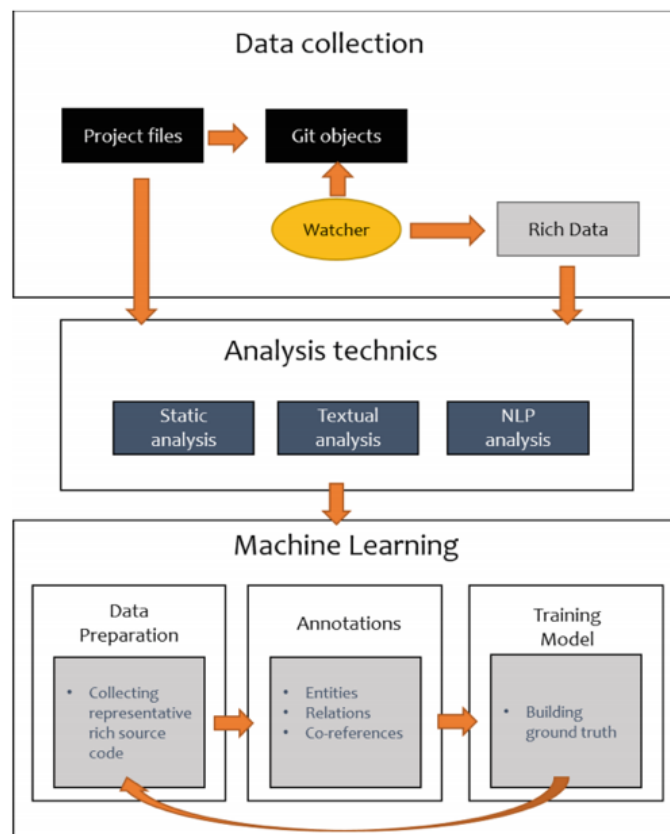 Data collection
Project files
Git objects
Watcher
Rich Data
Analysis technics
Static
analysis
Textual
analysis
NLP
analysis
Machine Learning
Data
Preparation
• Collecting
representative
rich source
code
Annotations
• Entities
• Relations
• Co-references
Training
Model
• Building
ground truth